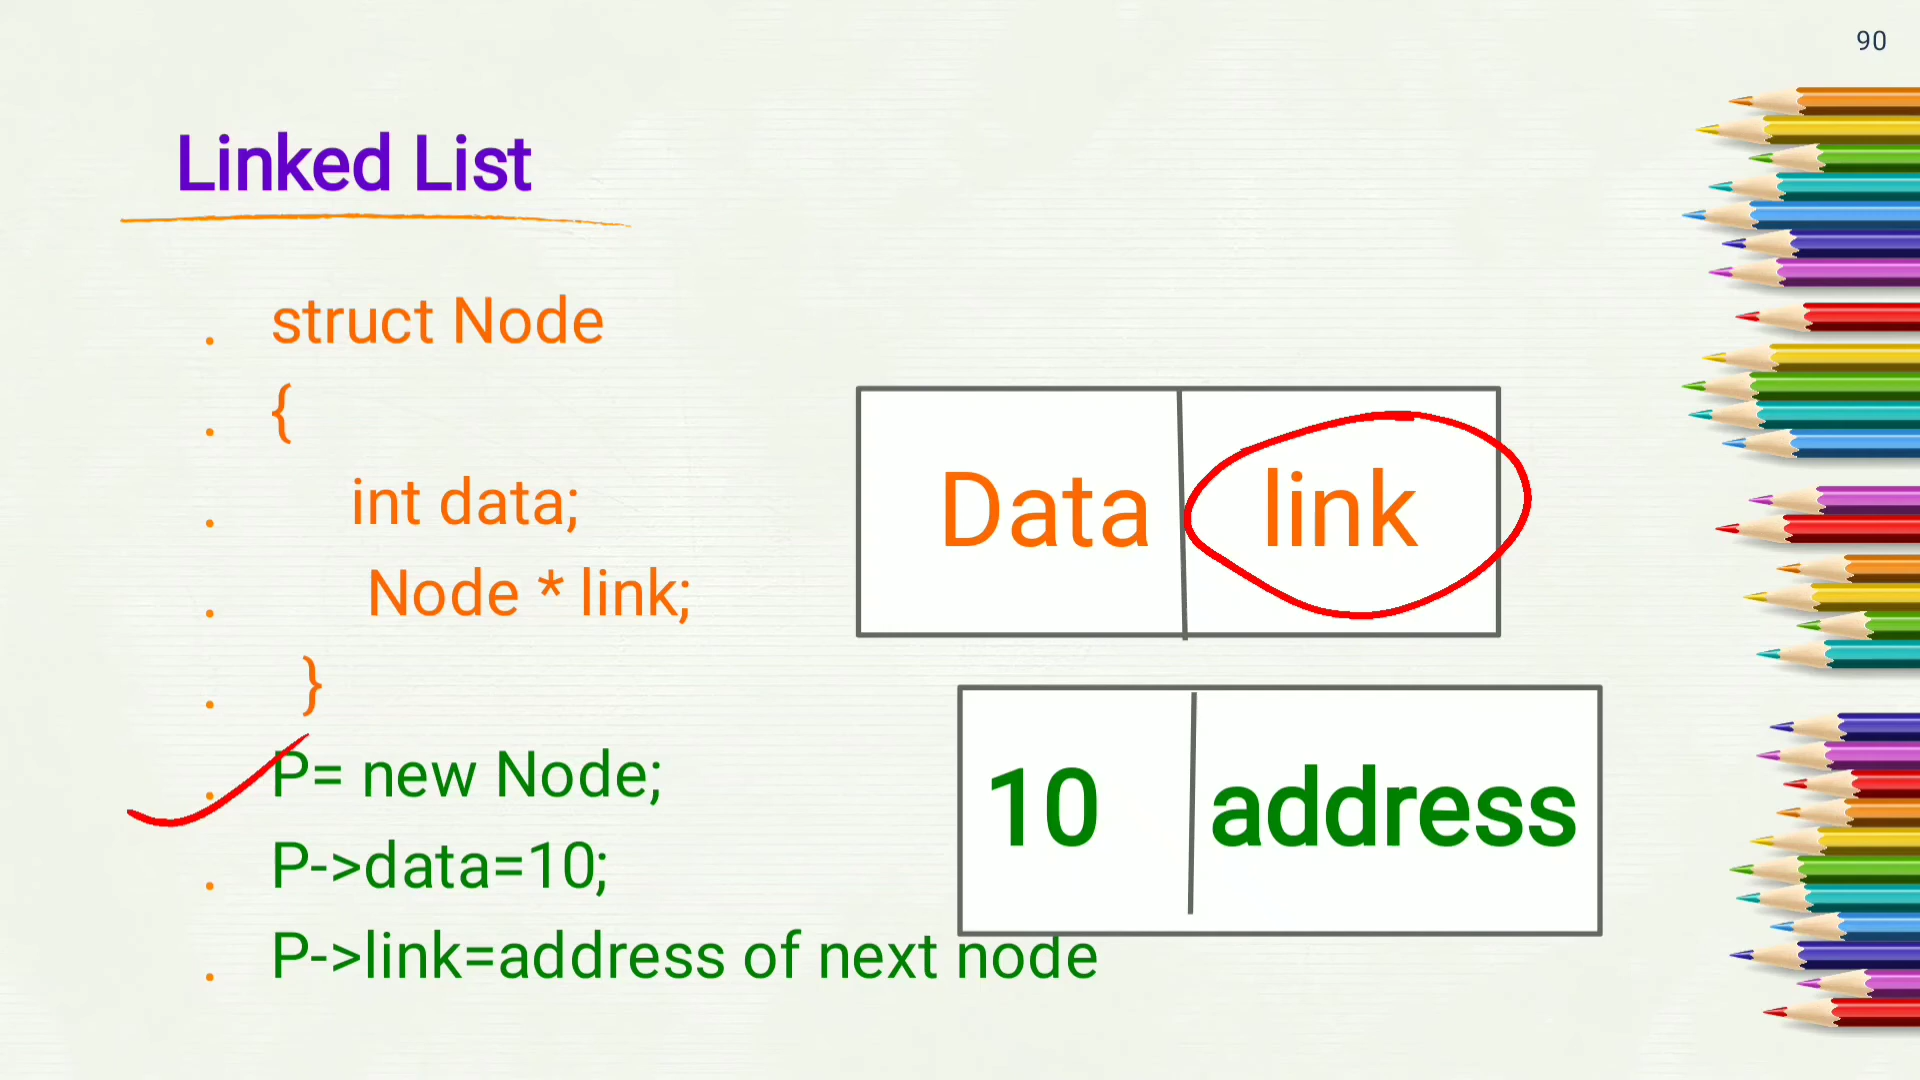 90
Linked List
. struct Node
. {
. int data;
. Node * link;
. }
. P= new Node;
. P->data=10;
. P->link=address of next node
Data link
10 address